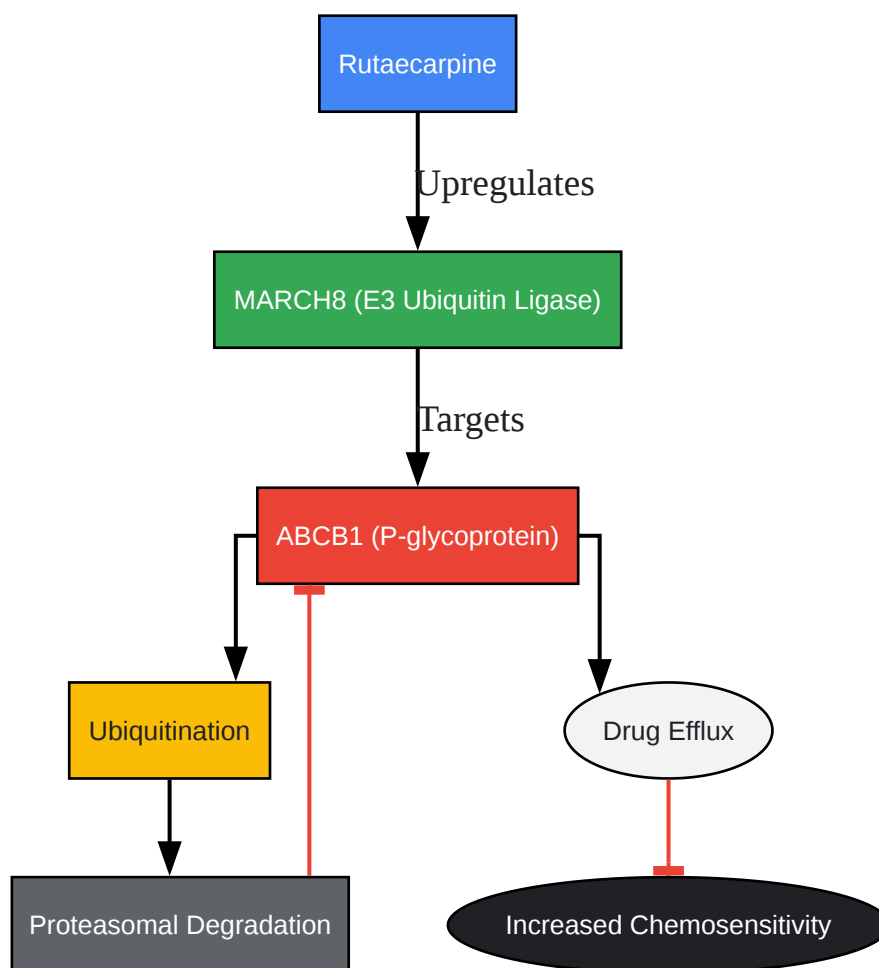 Rutaecarpine
Upregulates
MARCH8 (E3 Ubiquitin Ligase)
Targets
ABCB1 (P-glycoprotein)
Ubiquitination
Drug Efflux
Proteasomal Degradation
Increased Chemosensitivity